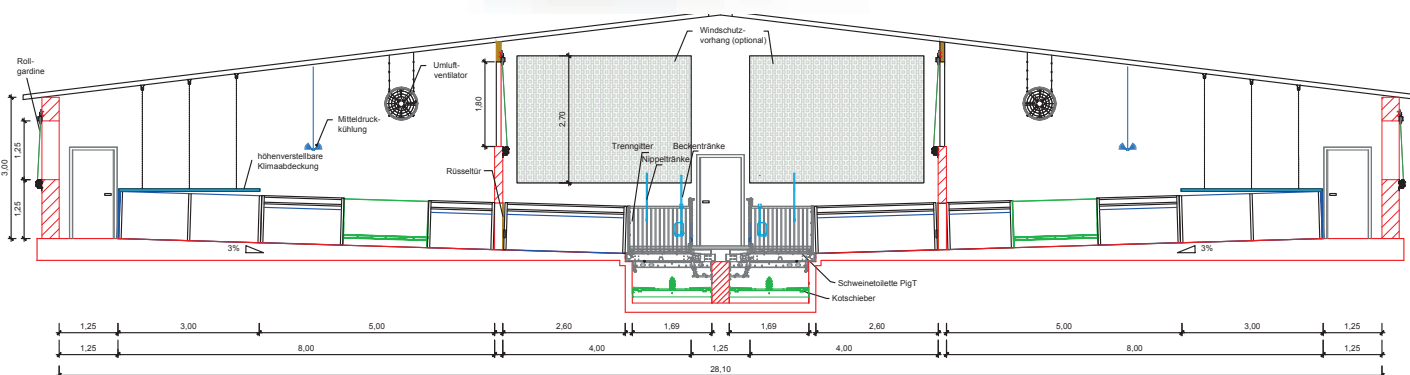 Windschutz-
vorhang (optional)
Roll-
gardine
Umluft-
ventilator
1,80
2,70
Mitteldruck-
kühlung
3,00
1,25
1,25
höhenverstellbare
Klimaabdeckung
Trenngitter
Beckentränke
Nippeltränke
Rüsseltür
3%
3%
Schweinetoilette PigT
Kotschieber
1,25
3,00
5,00
2,60
1,69
1,69
2,60
5,00
3,00
1,25
1,25
8,00
4,00
1,25
4,00
8,00
1,25
28,10